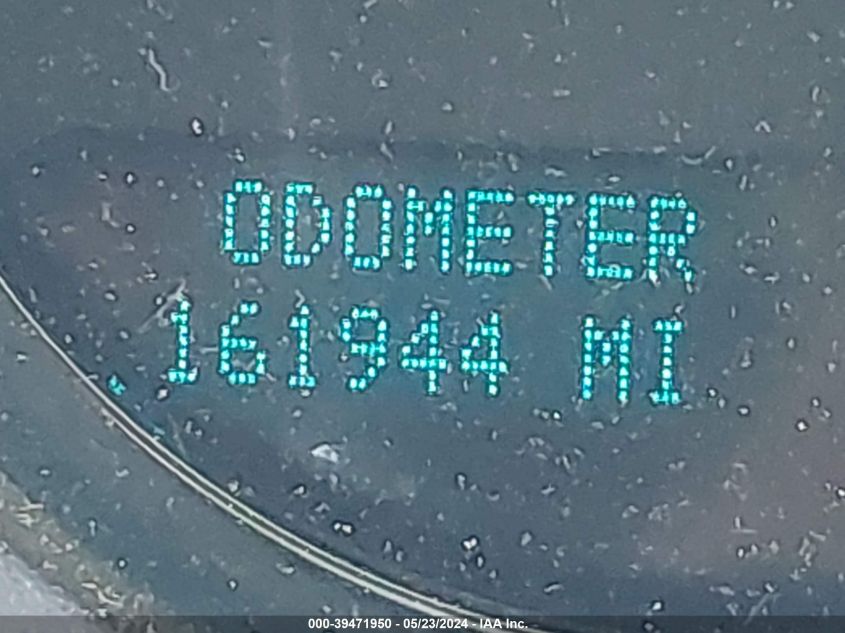 ODOMETER
161944 MI
000-39471950 - 05/23/2024 - IAA Inc.